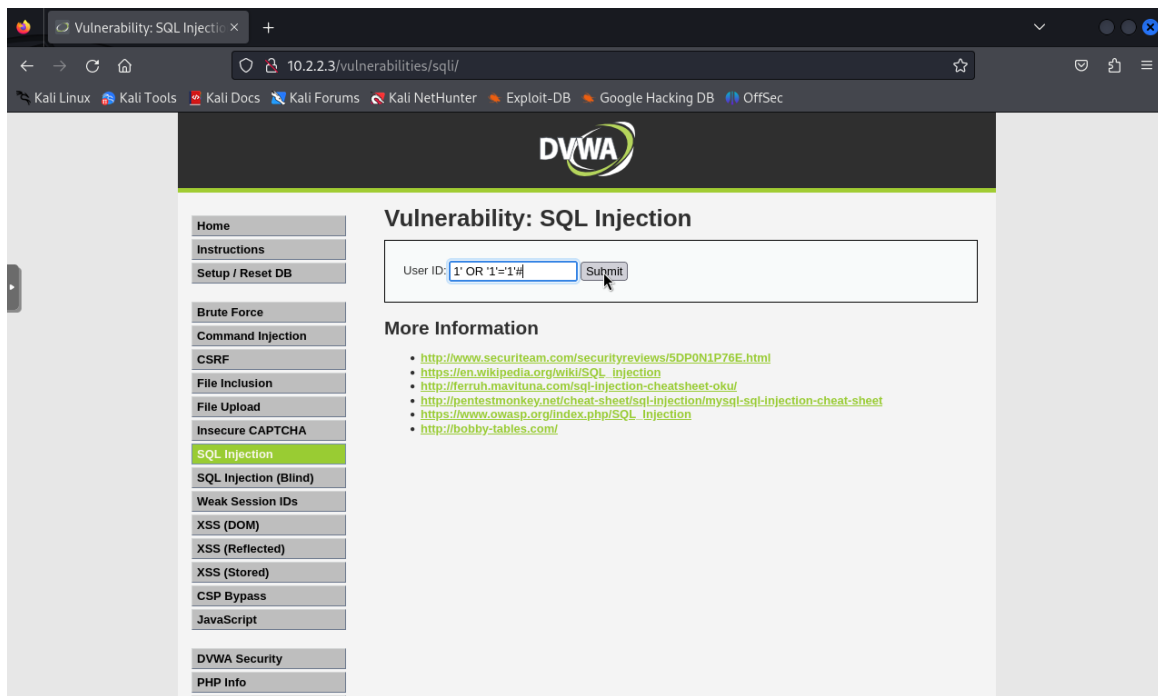 Vulnerability: SQL Injectio
10.2.2.3/vulnerabilities/sqli/
Kali Linux Kali Tools Kali Docs Kali Forums Kali NetHunter Exploit-DB Google Hacking DB OffSec
DVWA
Home
Instructions
Setup / Reset DB
Brute Force
Command Injection
CSRF
File Inclusion
File Upload
Insecure CAPTCHA
SQL Injection
SQL Injection (Blind)
Weak Session IDs
XSS (DOM)
XSS (Reflected)
XSS (Stored)
CSP Bypass
JavaScript
DVWA Security
PHP Info
Vulnerability: SQL Injection
User ID: 1' OR '1'='1'# Submit
More Information
http://www.securiteam.com/securityreviews/5DP0N1P76E.html
https://en.wikipedia.org/wiki/SQL_injection
http://ferruh.mavituna.com/sql-injection-cheatsheet-oku/
http://pentestmonkey.net/cheat-sheet/sql-injection/mysql-sql-injection-cheat-sheet
https://www.owasp.org/index.php/SQL_Injection
http://bobby-tables.com/